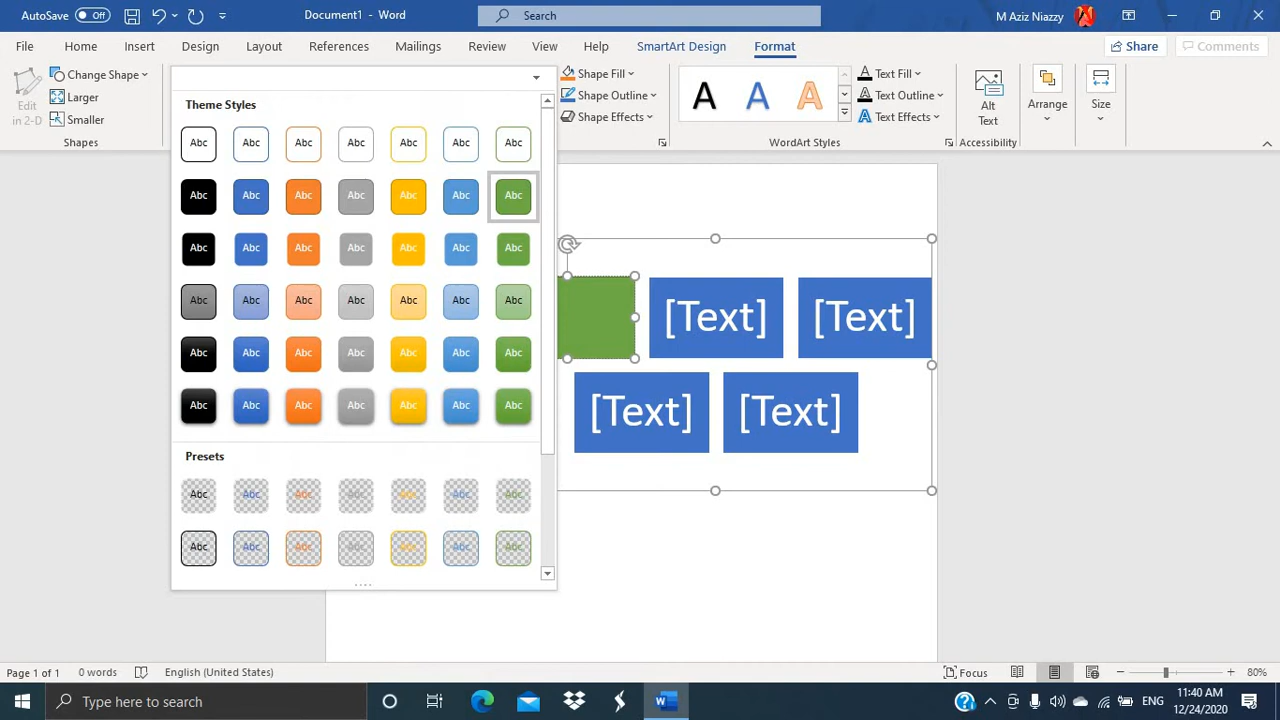 AutoSave Off Document1 - Word Search M Aziz Niazzy
File Home Insert Design Layout References Mailings Review View Help SmartArt Design Format Share Comments
Edit in 2-D
Change Shape
Larger
Smaller
Shapes
Shape Fill
Shape Outline
Shape Effects
A A A
Text Fill
Text Outline
Text Effects
WordArt Styles
Alt Text
Accessibility
Arrange
Size
Theme Styles
Abc Abc Abc Abc Abc Abc Abc
Abc Abc Abc Abc Abc Abc Abc
Abc Abc Abc Abc Abc Abc Abc
Abc Abc Abc Abc Abc Abc Abc
Abc Abc Abc Abc Abc Abc Abc
Abc Abc Abc Abc Abc Abc Abc
Presets
Abc Abc Abc Abc Abc Abc Abc
Abc Abc Abc Abc Abc Abc Abc
[Text] [Text]
[Text] [Text]
Page 1 of 1 0 words English (United States) Focus 80%
Type here to search
ENG
11:40 AM
12/24/2020